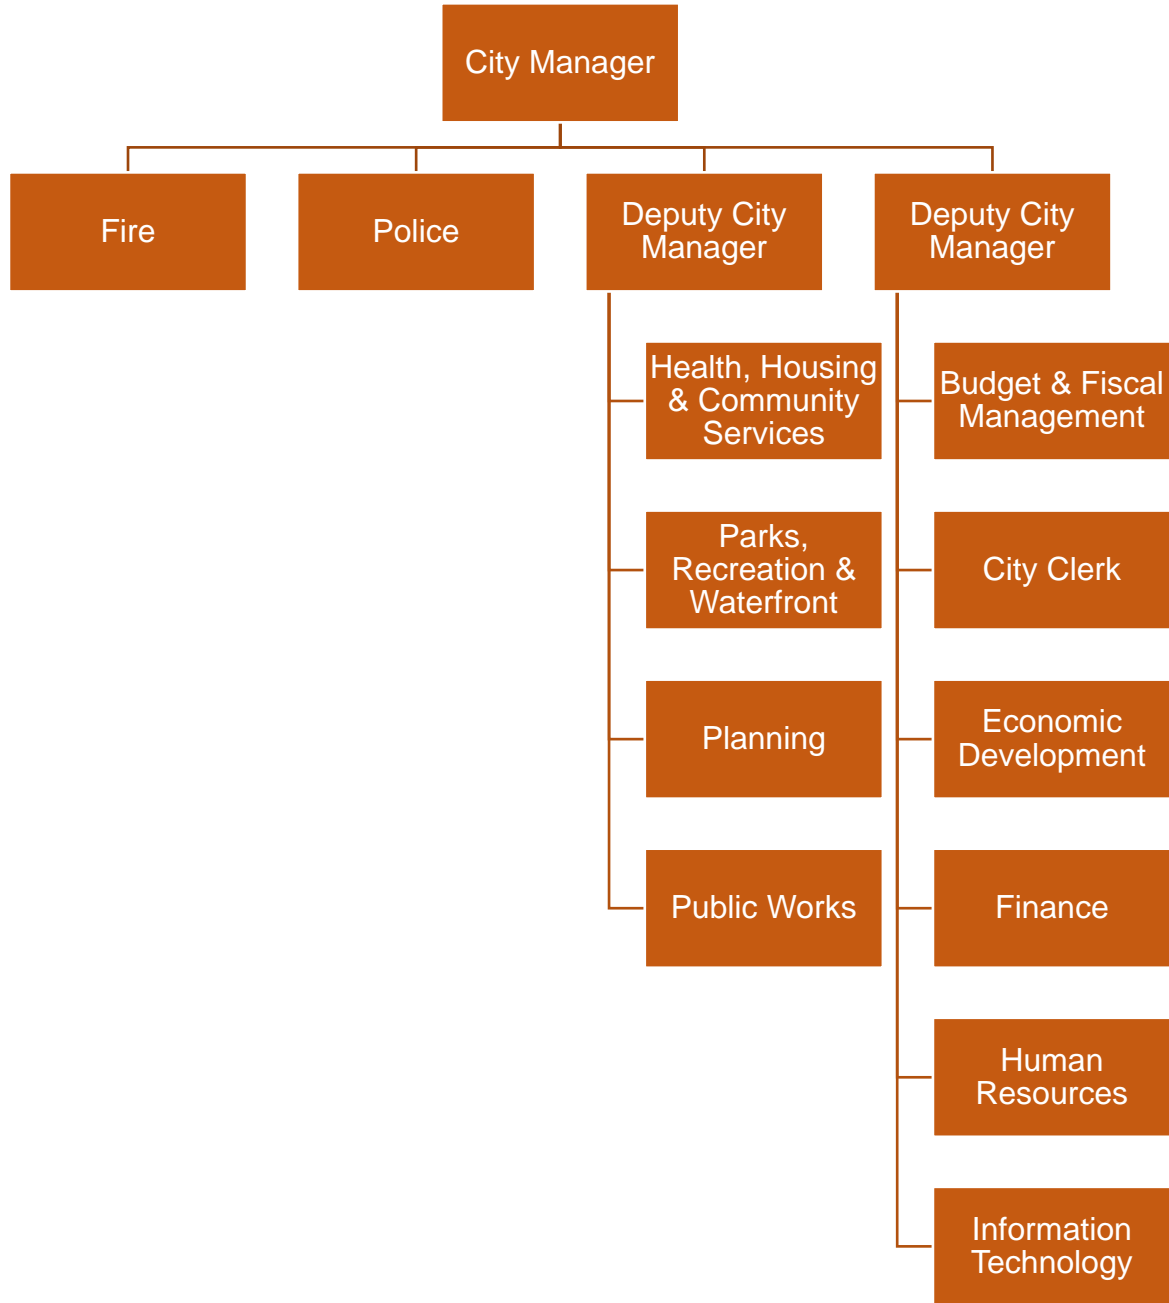 City Manager
Fire
Police
Deputy City
Manager
Deputy City
Manager
Health, Housing
& Community
Services
Parks,
Recreation &
Waterfront
Planning
Public Works
Budget & Fiscal
Management
City Clerk
Economic
Development
Finance
Human
Resources
Information
Technology